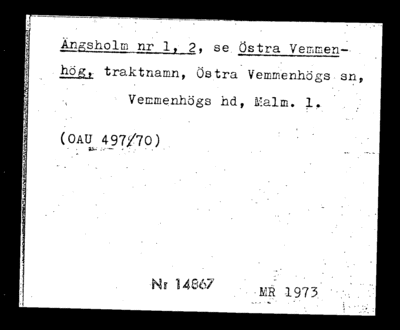 Ängsholm nr 1, 2, se Östra Vemmen-
hög, traktnamn, Östra Vemmenhögs sn,
Vemmenhögs hd, Malm. l.
(OAU 497/70)
Nr 14867
MR 1973